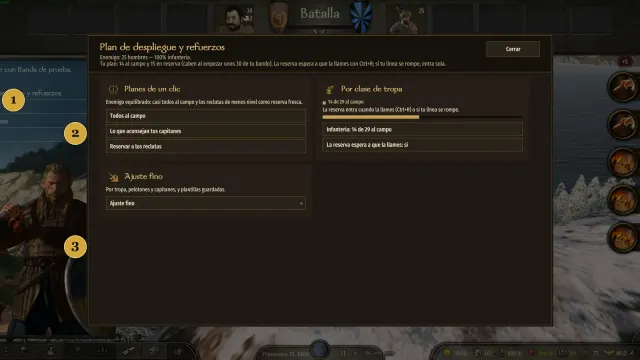 30
Batalla
25
Plan de despliegue y refuerzos
Enemigo: 25 hombres — 100% infantería.
Tu plan: 14 al campo y 15 en reserva (caben al empezar unos 30 de tu bando). La reserva espera a que la llames con Ctrl+R; si tu línea se rompe, entra sola.
Cerrar
e con Banda de prueba.
y refuerzos
1
2
3
Planes de un clic
Enemigo equilibrado: casi todos al campo y los reclutas de menos nivel como reserva fresca.
Todos al campo
Lo que aconsejan tus capitanes
Reservar a los reclutas
Por clase de tropa
14 de 29 al campo
La reserva entra cuando la llames (Ctrl+R) o si tu línea se rompe.
Infantería: 14 de 29 al campo
La reserva espera a que la llames: sí
Ajuste fino
Por tropa, pelotones y capitanes, y plantillas guardadas.
Ajuste fino
+5